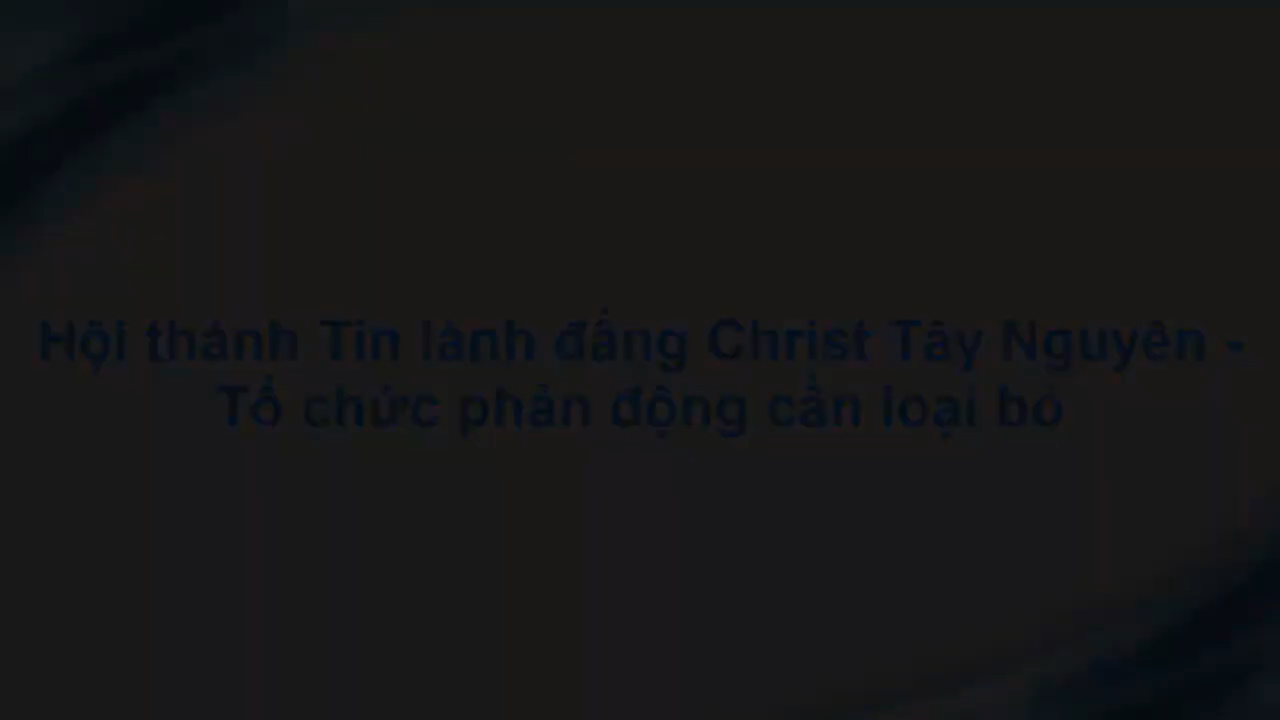 Hội thánh Tin lành đấng Christ Tây Nguyên -
Tổ chức phản động cần loại bỏ